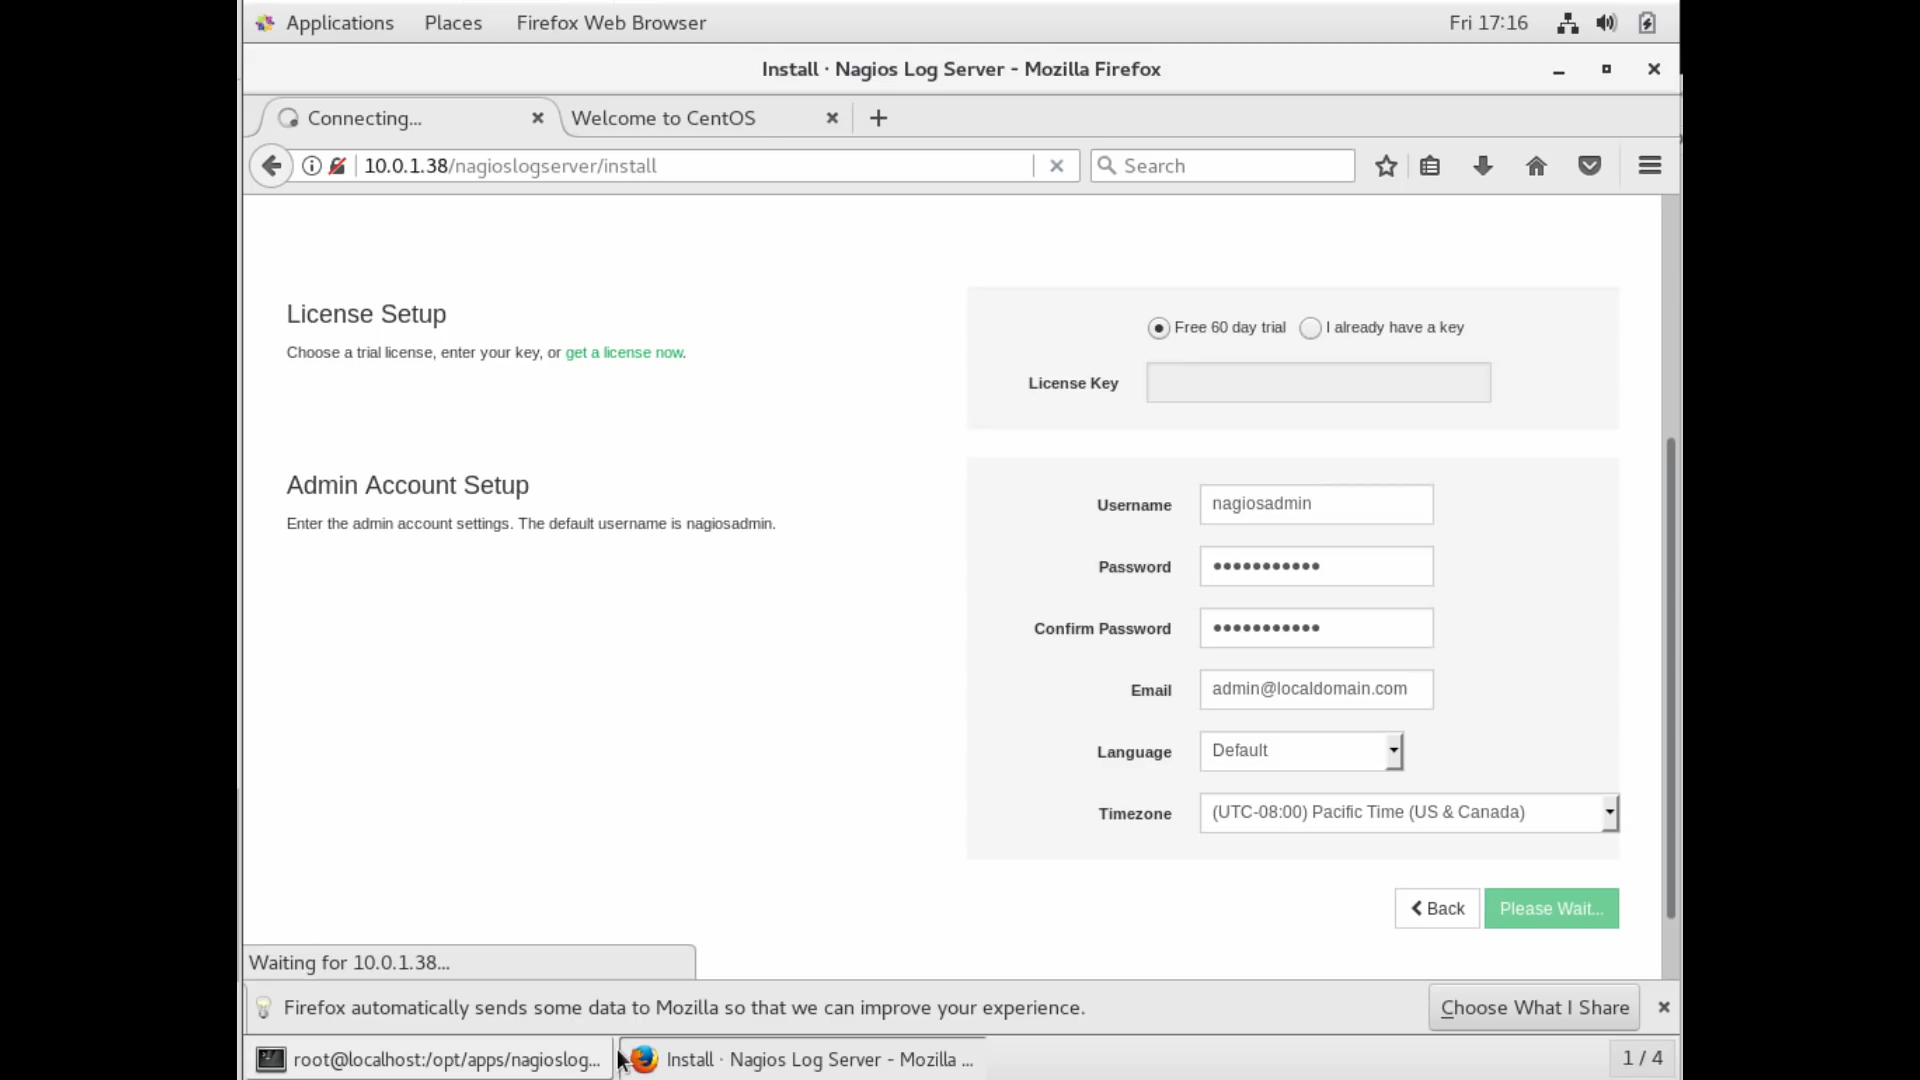 Applications Places Firefox Web Browser Fri 17:16
Install · Nagios Log Server - Mozilla Firefox
Connecting... Welcome to CentOS
10.0.1.38/nagioslogserver/install Search
License Setup
Choose a trial license, enter your key, or get a license now.
Free 60 day trial I already have a key
License Key
Admin Account Setup
Enter the admin account settings. The default username is nagiosadmin.
Username nagiosadmin
Password •••••••••••
Confirm Password •••••••••••
Email admin@localdomain.com
Language Default
Timezone (UTC-08:00) Pacific Time (US & Canada)
Back Please Wait...
Waiting for 10.0.1.38...
Firefox automatically sends some data to Mozilla so that we can improve your experience. Choose What I Share
root@localhost:/opt/apps/nagioslog... Install · Nagios Log Server - Mozilla ... 1 / 4